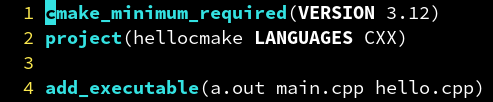 1 cmake_minimum_required(VERSION 3.12)
2 project(hellocmake LANGUAGES CXX)
3
4 add_executable(a.out main.cpp hello.cpp)